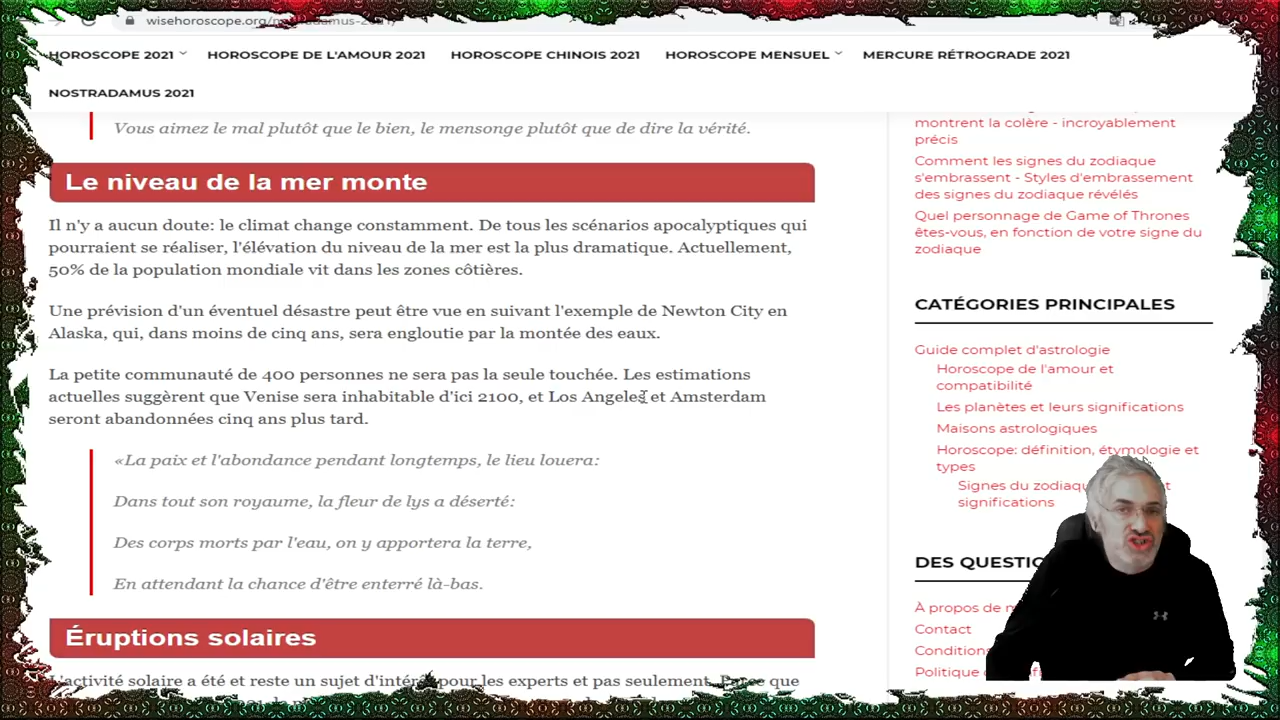 wisehoroscope.org/
HOROSCOPE 2021
HOROSCOPE DE L'AMOUR 2021
HOROSCOPE CHINOIS 2021
HOROSCOPE MENSUEL
MERCURE RÉTROGRADE 2021
NOSTRADAMUS 2021
Vous aimez le mal plutôt que le bien, le mensonge plutôt que de dire la vérité.
Le niveau de la mer monte
Il n'y a aucun doute: le climat change constamment. De tous les scénarios apocalyptiques qui
pourraient se réaliser, l'élévation du niveau de la mer est la plus dramatique. Actuellement,
50% de la population mondiale vit dans les zones côtières.
Une prévision d'un éventuel désastre peut être vue en suivant l'exemple de Newton City en
Alaska, qui, dans moins de cinq ans, sera engloutie par la montée des eaux.
La petite communauté de 400 personnes ne sera pas la seule touchée. Les estimations
actuelles suggèrent que Venise sera inhabitable d'ici 2100, et Los Angeles et Amsterdam
seront abandonnées cinq ans plus tard.
«La paix et l'abondance pendant longtemps, le lieu louera:
Dans tout son royaume, la fleur de lys a déserté:
Des corps morts par l'eau, on y apportera la terre,
En attendant la chance d'être enterré là-bas.
Éruptions solaires
L'activité solaire a été et reste un sujet d'intérêt pour les experts et pas seulement. Parce que
montrent la colère - incroyablement
précis
Comment les signes du zodiaque
s'embrassent - Styles d'embrassement
des signes du zodiaque révélés
Quel personnage de Game of Thrones
êtes-vous, en fonction de votre signe du
zodiaque
CATÉGORIES PRINCIPALES
Guide complet d'astrologie
Horoscope de l'amour et
compatibilité
Les planètes et leurs significations
Maisons astrologiques
Horoscope: définition, étymologie et
types
Signes du zodiaque
significations
DES QUESTIO
À propos de
Contact
Conditions
Politique